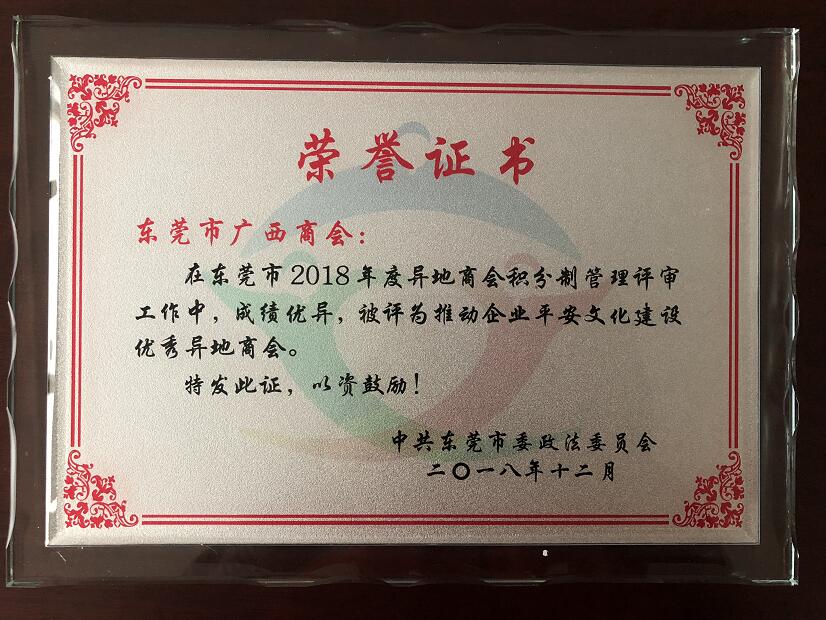 荣誉证书
东莞市广西商会：
在东莞市2018年度异地商会积分制管理评审
工作中，成绩优异，被评为推动企业平安文化建设
优秀异地商会。
特发此证，以资鼓励！
中共东莞市委政法委员会
二〇一八年十二月